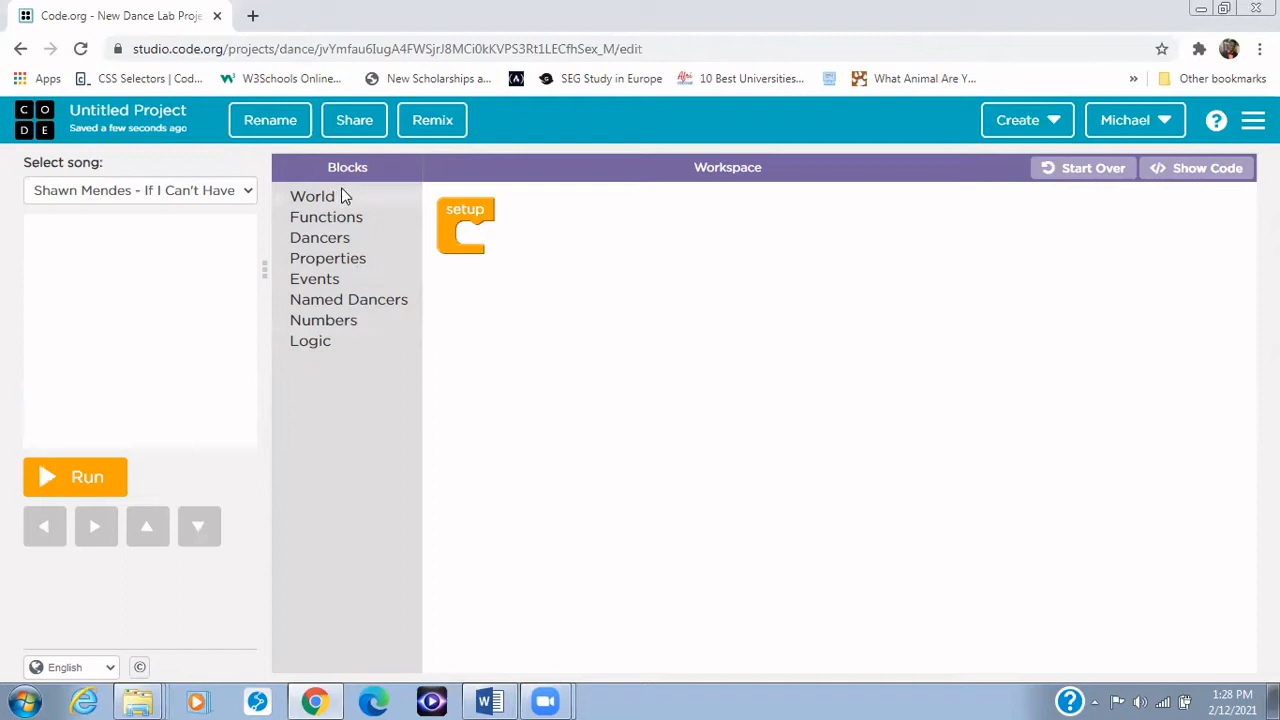 Code.org - New Dance Lab Proje
studio.code.org/projects/dance/jvYmfau6IugA4FWSjrJ8MCi0kKVPS3Rt1LECfhSex_M/edit
Apps CSS Selectors | Cod... W3Schools Online... New Scholarships a... SEG Study in Europe 10 Best Universities... What Animal Are Y... » Other bookmarks
CODE
Untitled Project
Saved a few seconds ago
Rename Share Remix Create Michael ?
Select song:
Shawn Mendes - If I Can't Have
Run
English ©
Blocks
World
Functions
Dancers
Properties
Events
Named Dancers
Numbers
Logic
Workspace
Start Over </> Show Code
setup
1:28 PM
2/12/2021